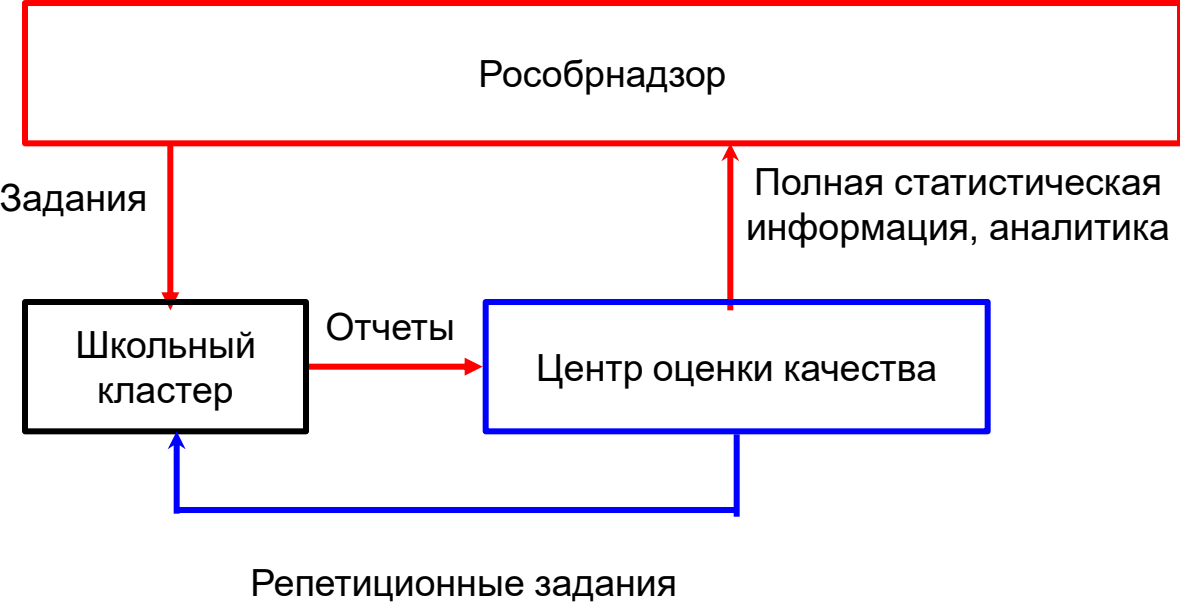 Рособрнадзор
Задания
Полная статистическая
информация, аналитика
Школьный
кластер
Отчеты
Центр оценки качества
Репетиционные задания